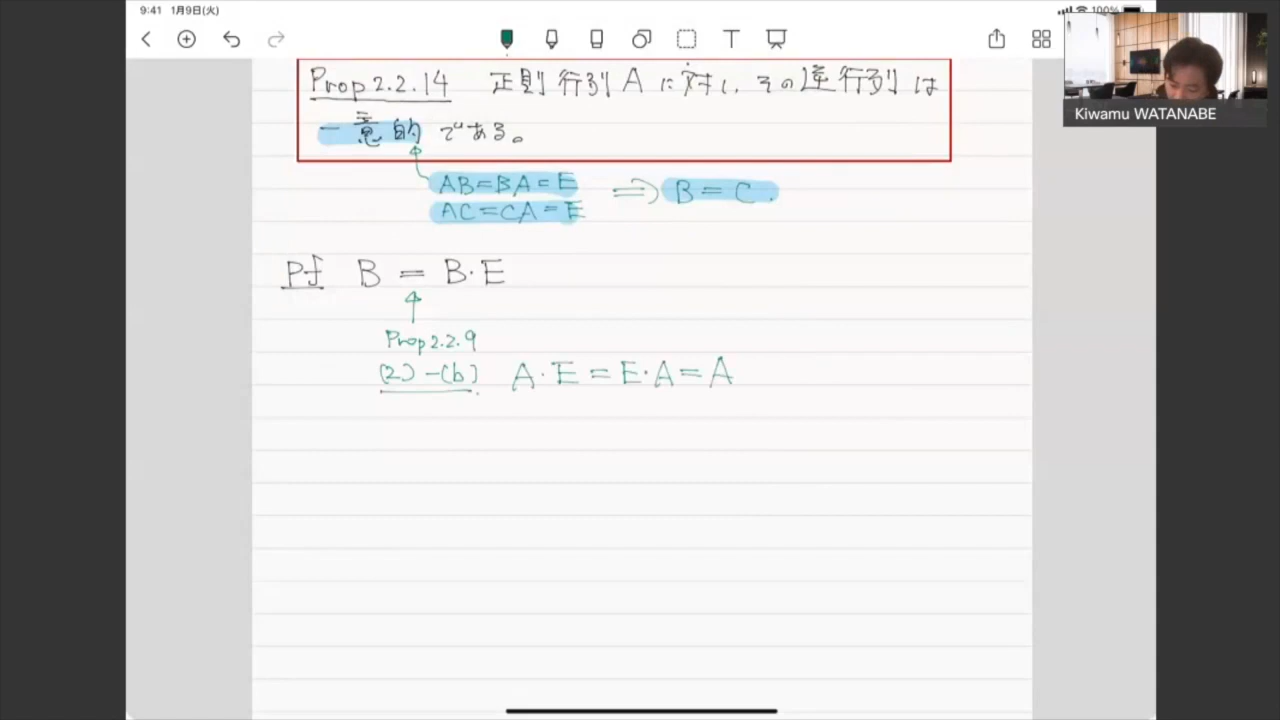 9:41 1月9日(火) 100%
T
Kiwamu WATANABE
Prop 2.2.14 正則行列 A に対し、その逆行列は
一意的である。
AB=BA=E ⇒ B = C.
AC=CA=E
Pf B = B·E
Prop 2.2.9
(2)-(b) A·E = E·A = A